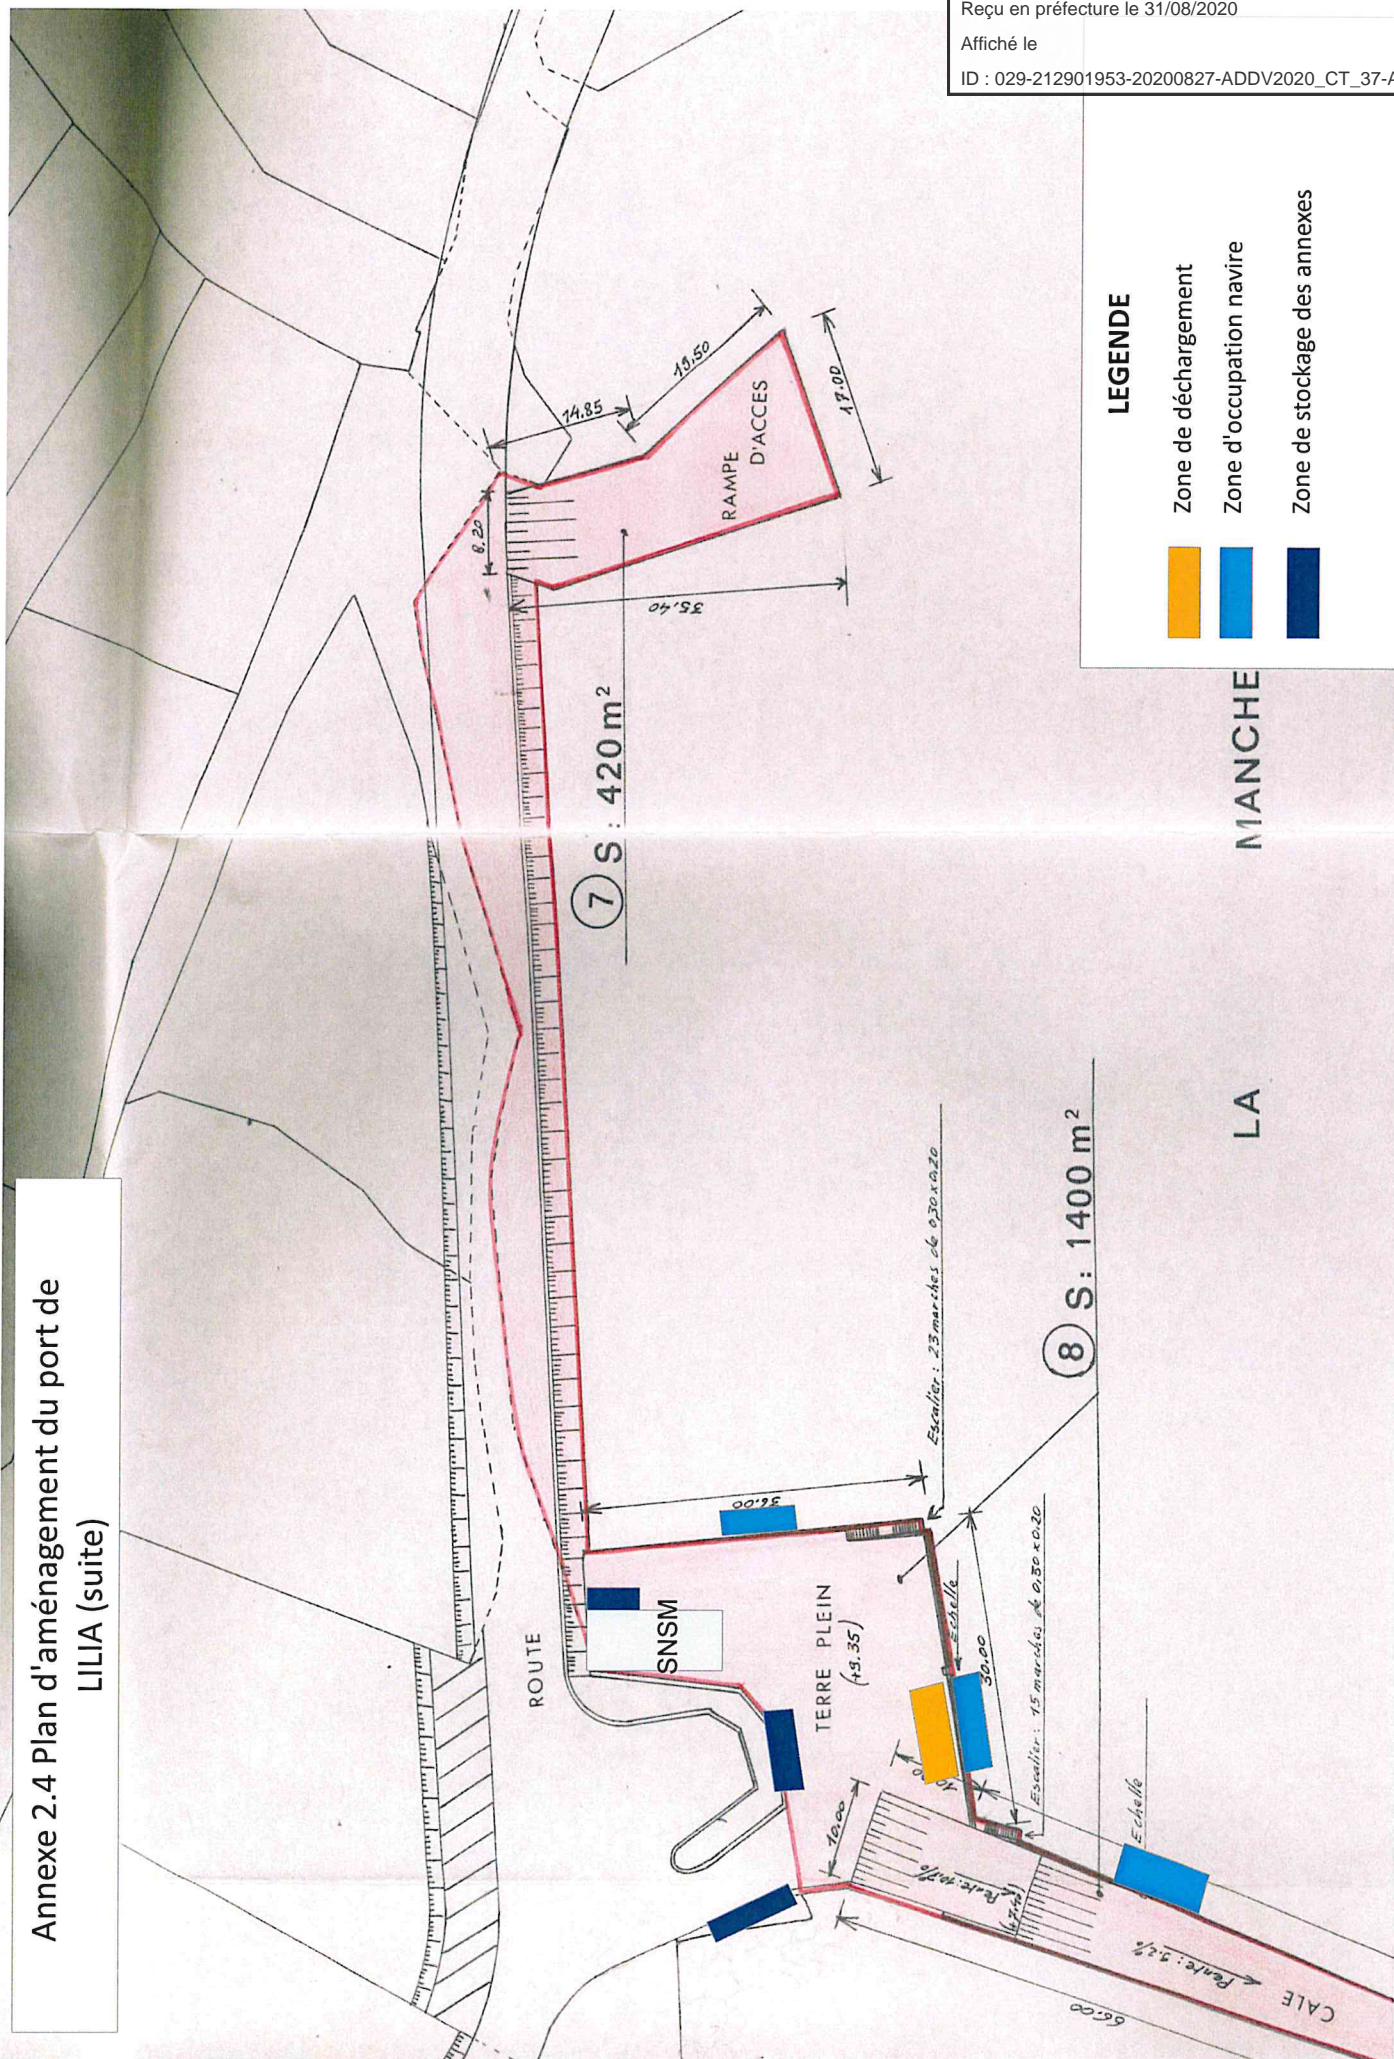 Reçu en préfecture le 31/08/2020
Affiché le
ID : 029-212901953-20200827-ADDV2020_CT_37-A
Annexe 2.4 Plan d'aménagement du port de
LILIA (suite)
LEGENDE
Zone de déchargement
Zone d'occupation navire
Zone de stockage des annexes
ROUTE
SNSM
TERRE PLEIN
(+9.35)
7 S: 420 m²
8.20
14.85
19.50
17.00
35.40
RAMPE
D'ACCES
36.00
Escalier : 23 marches de 0,30 x 0,20
8 S: 1400 m²
Echelle
30.00
Escalier : 15 marches de 0,30 x 0.20
Echelle
10.00
Pente:
Pente: 5.2%
66.00
CALE
LA
MANCHE